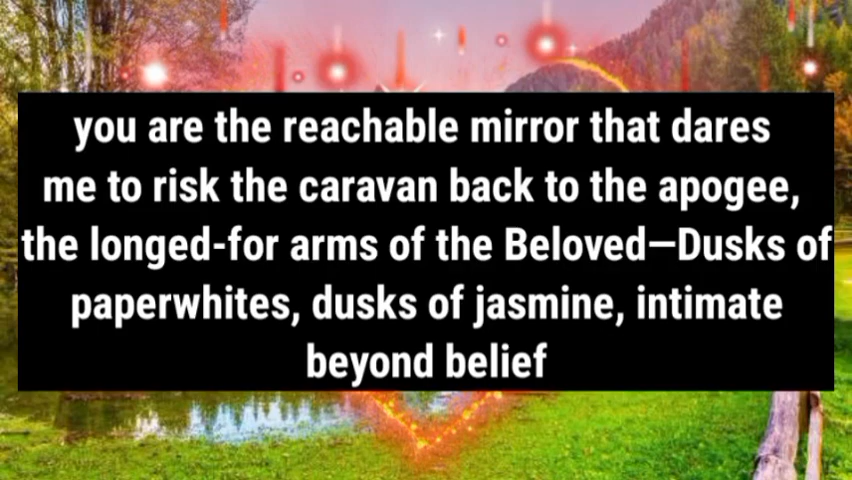 you are the reachable mirror that dares
me to risk the caravan back to the apogee,
the longed-for arms of the Beloved—Dusks of
paperwhites, dusks of jasmine, intimate
beyond belief